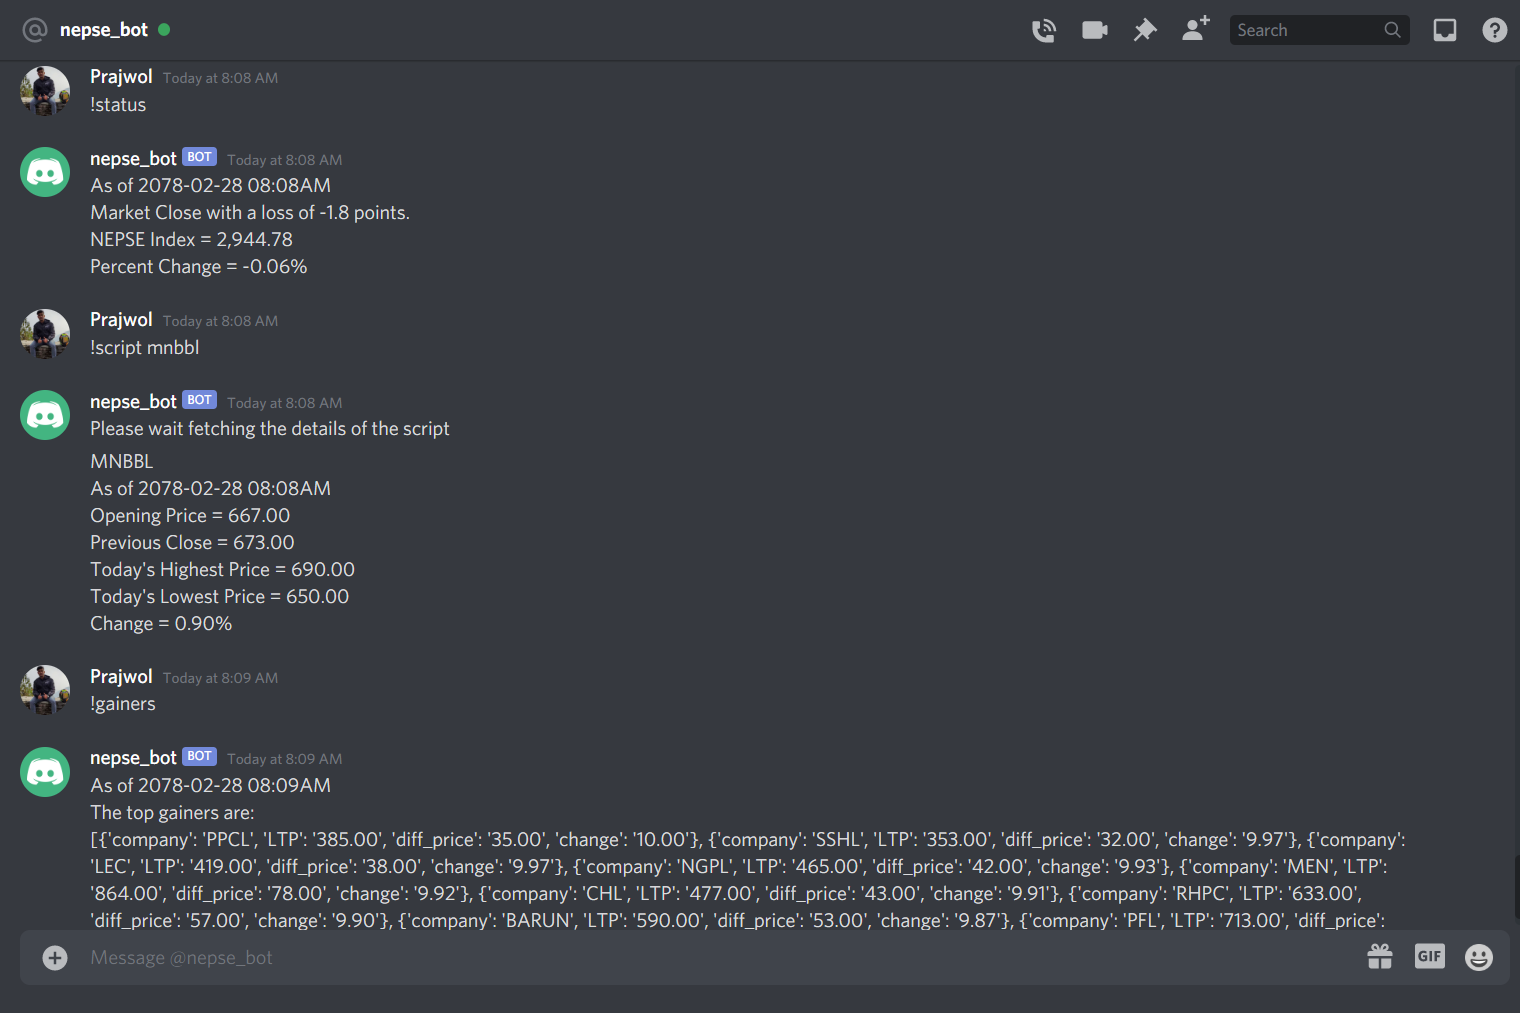 @ nepse_bot
Search
Prajwol Today at 8:08 AM
!status
nepse_bot BOT Today at 8:08 AM
As of 2078-02-28 08:08AM
Market Close with a loss of -1.8 points.
NEPSE Index = 2,944.78
Percent Change = -0.06%
Prajwol Today at 8:08 AM
!script mnbbl
nepse_bot BOT Today at 8:08 AM
Please wait fetching the details of the script
MNBBL
As of 2078-02-28 08:08AM
Opening Price = 667.00
Previous Close = 673.00
Today's Highest Price = 690.00
Today's Lowest Price = 650.00
Change = 0.90%
Prajwol Today at 8:09 AM
!gainers
nepse_bot BOT Today at 8:09 AM
As of 2078-02-28 08:09AM
The top gainers are:
[{'company': 'PPCL', 'LTP': '385.00', 'diff_price': '35.00', 'change': '10.00'}, {'company': 'SSHL', 'LTP': '353.00', 'diff_price': '32.00', 'change': '9.97'}, {'company':
'LEC', 'LTP': '419.00', 'diff_price': '38.00', 'change': '9.97'}, {'company': 'NGPL', 'LTP': '465.00', 'diff_price': '42.00', 'change': '9.93'}, {'company': 'MEN', 'LTP':
'864.00', 'diff_price': '78.00', 'change': '9.92'}, {'company': 'CHL', 'LTP': '477.00', 'diff_price': '43.00', 'change': '9.91'}, {'company': 'RHPC', 'LTP': '633.00',
'diff_price': '57.00', 'change': '9.90'}, {'company': 'BARUN', 'LTP': '590.00', 'diff_price': '53.00', 'change': '9.87'}, {'company': 'PFL', 'LTP': '713.00', 'diff_price':
Message @nepse_bot
GIF